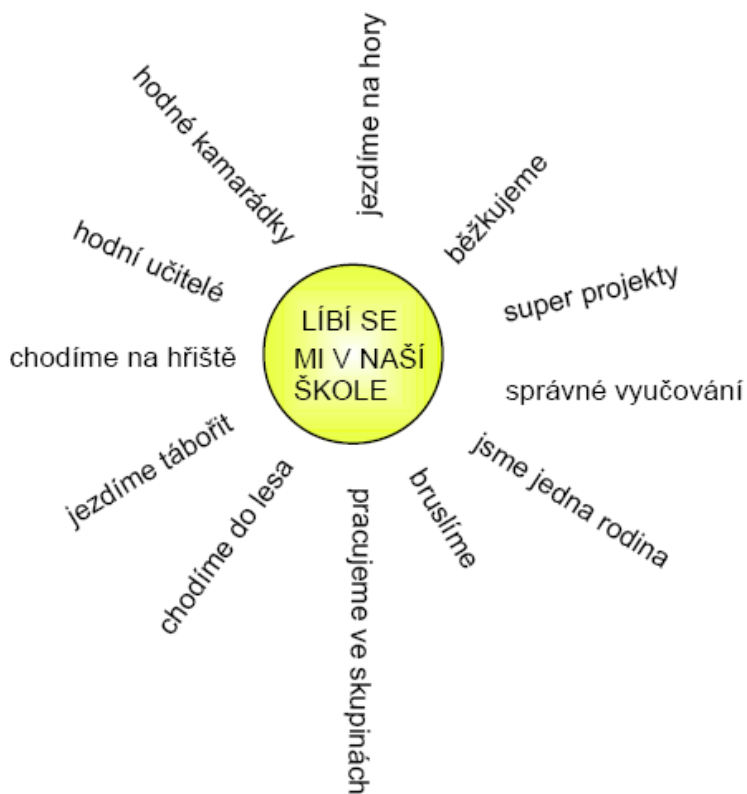 LÍBÍ SE
MI V NAŠÍ
ŠKOLE
jezdíme na hory
běžkujeme
super projekty
správné vyučování
jsme jedna rodina
bruslíme
pracujeme ve skupinách
chodíme do lesa
jezdíme tábořit
chodíme na hřiště
hodní učitelé
hodné kamarádky